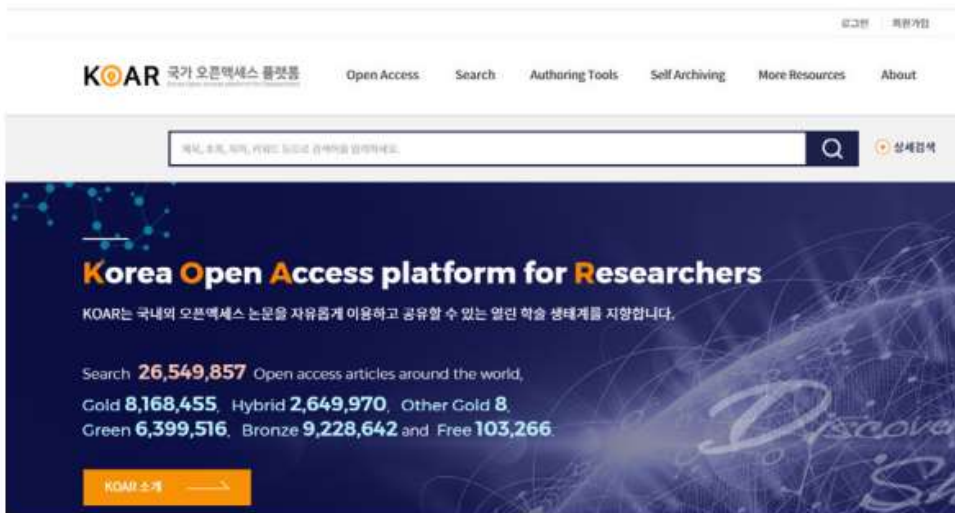 로그인 회원가입
KOAR 국가 오픈액세스 플랫폼
Open Access Search Authoring Tools Self Archiving More Resources About
상세검색
Korea Open Access platform for Researchers
KOAR는 국내외 오픈액세스 논문을 자유롭게 이용하고 공유할 수 있는 열린 학술 생태계를 지향합니다.
Search 26,549,857 Open access articles around the world,
Gold 8,168,455, Hybrid 2,649,970, Other Gold 8,
Green 6,399,516, Bronze 9,228,642 and Free 103,266.
Discover
Sh
KOAR 소개